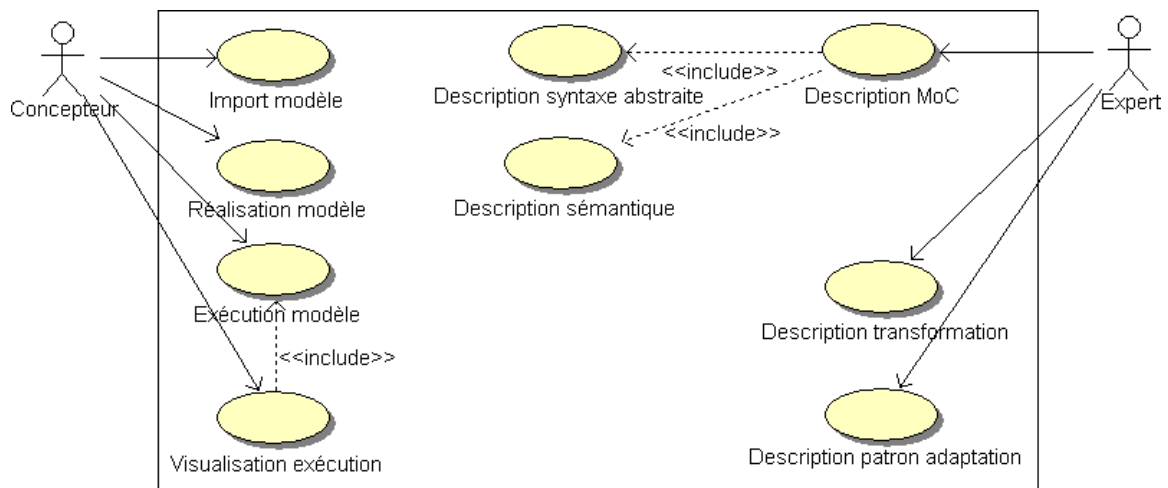 Concepteur
Import modèle
Description syntaxe abstraite
<<include>>
Description MoC
Expert
<<include>>
Réalisation modèle
Description sémantique
Exécution modèle
Description transformation
<<include>>
Visualisation exécution
Description patron adaptation